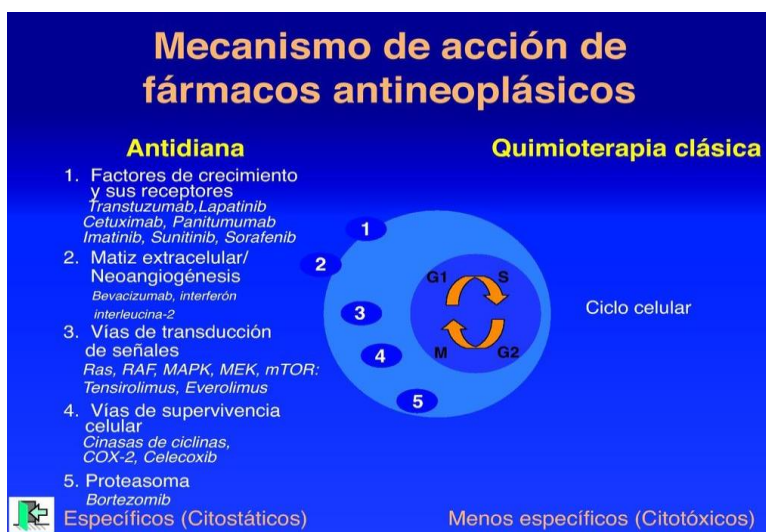 Mecanismo de acción de
fármacos antineoplásicos
Antidiana
Quimioterapia clásica
1. Factores de crecimiento
y sus receptores
Transtuzumab,Lapatinib
Cetuximab, Panitumumab
Imatinib, Sunitinib, Sorafenib
2. Matiz extracelular/
Neoangiogénesis
Bevacizumab, interferón
interleucina-2
3. Vías de transducción
de señales
Ras, RAF, MAPK, MEK, mTOR:
Tensirolimus, Everolimus
4. Vías de supervivencia
celular
Cinasas de ciclinas,
COX-2, Celecoxib
5. Proteasoma
Bortezomib
Específicos (Citostáticos)
1
2
3
4
5
G1 S
M G2
Ciclo celular
Menos específicos (Citotóxicos)